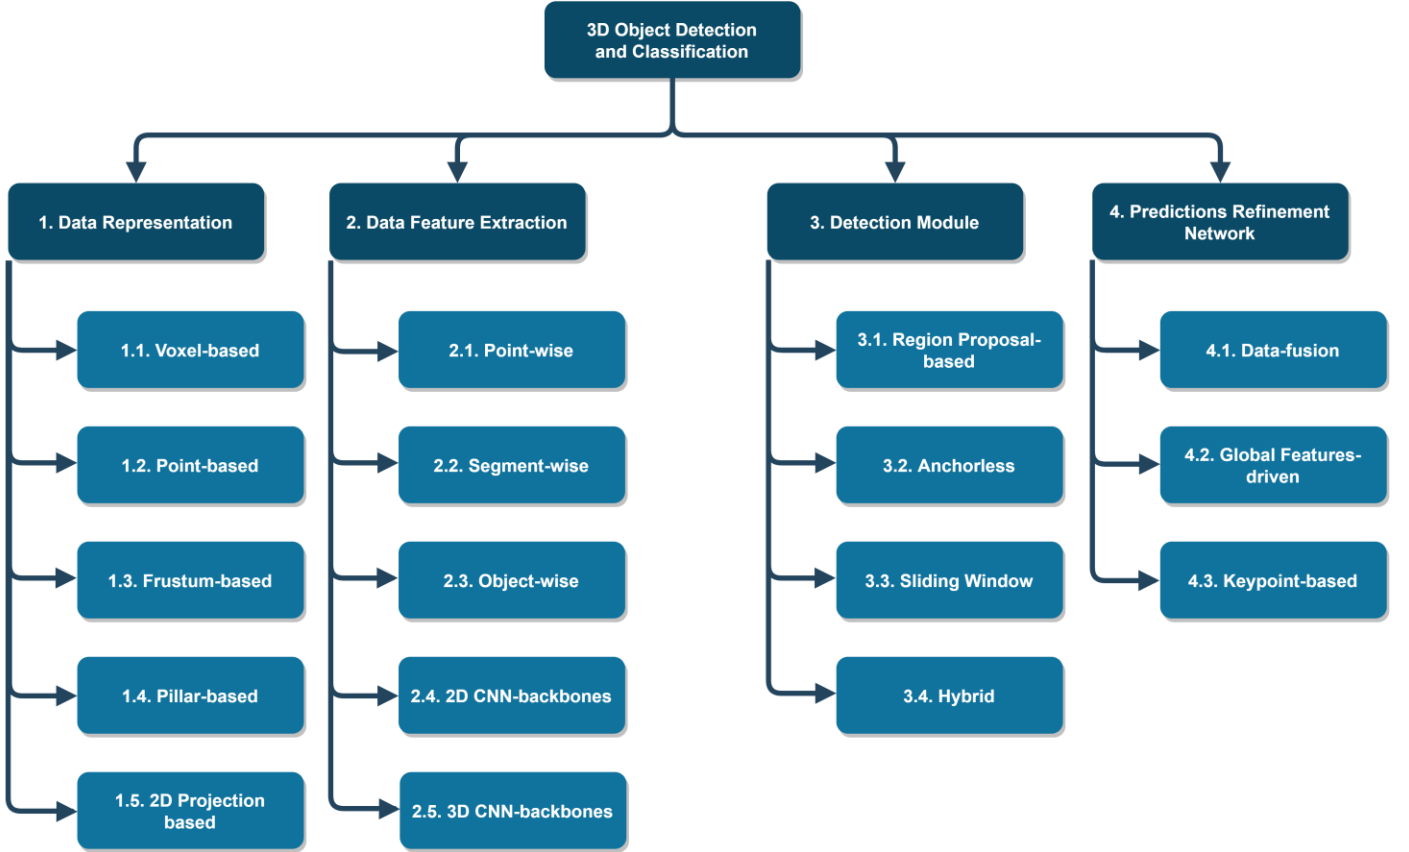 3D Object Detection
and Classification
1. Data Representation
2. Data Feature Extraction
3. Detection Module
4. Predictions Refinement
Network
1.1. Voxel-based
1.2. Point-based
1.3. Frustum-based
1.4. Pillar-based
1.5. 2D Projection
based
2.1. Point-wise
2.2. Segment-wise
2.3. Object-wise
2.4. 2D CNN-backbones
2.5. 3D CNN-backbones
3.1. Region Proposal-
based
3.2. Anchorless
3.3. Sliding Window
3.4. Hybrid
4.1. Data-fusion
4.2. Global Features-
driven
4.3. Keypoint-based